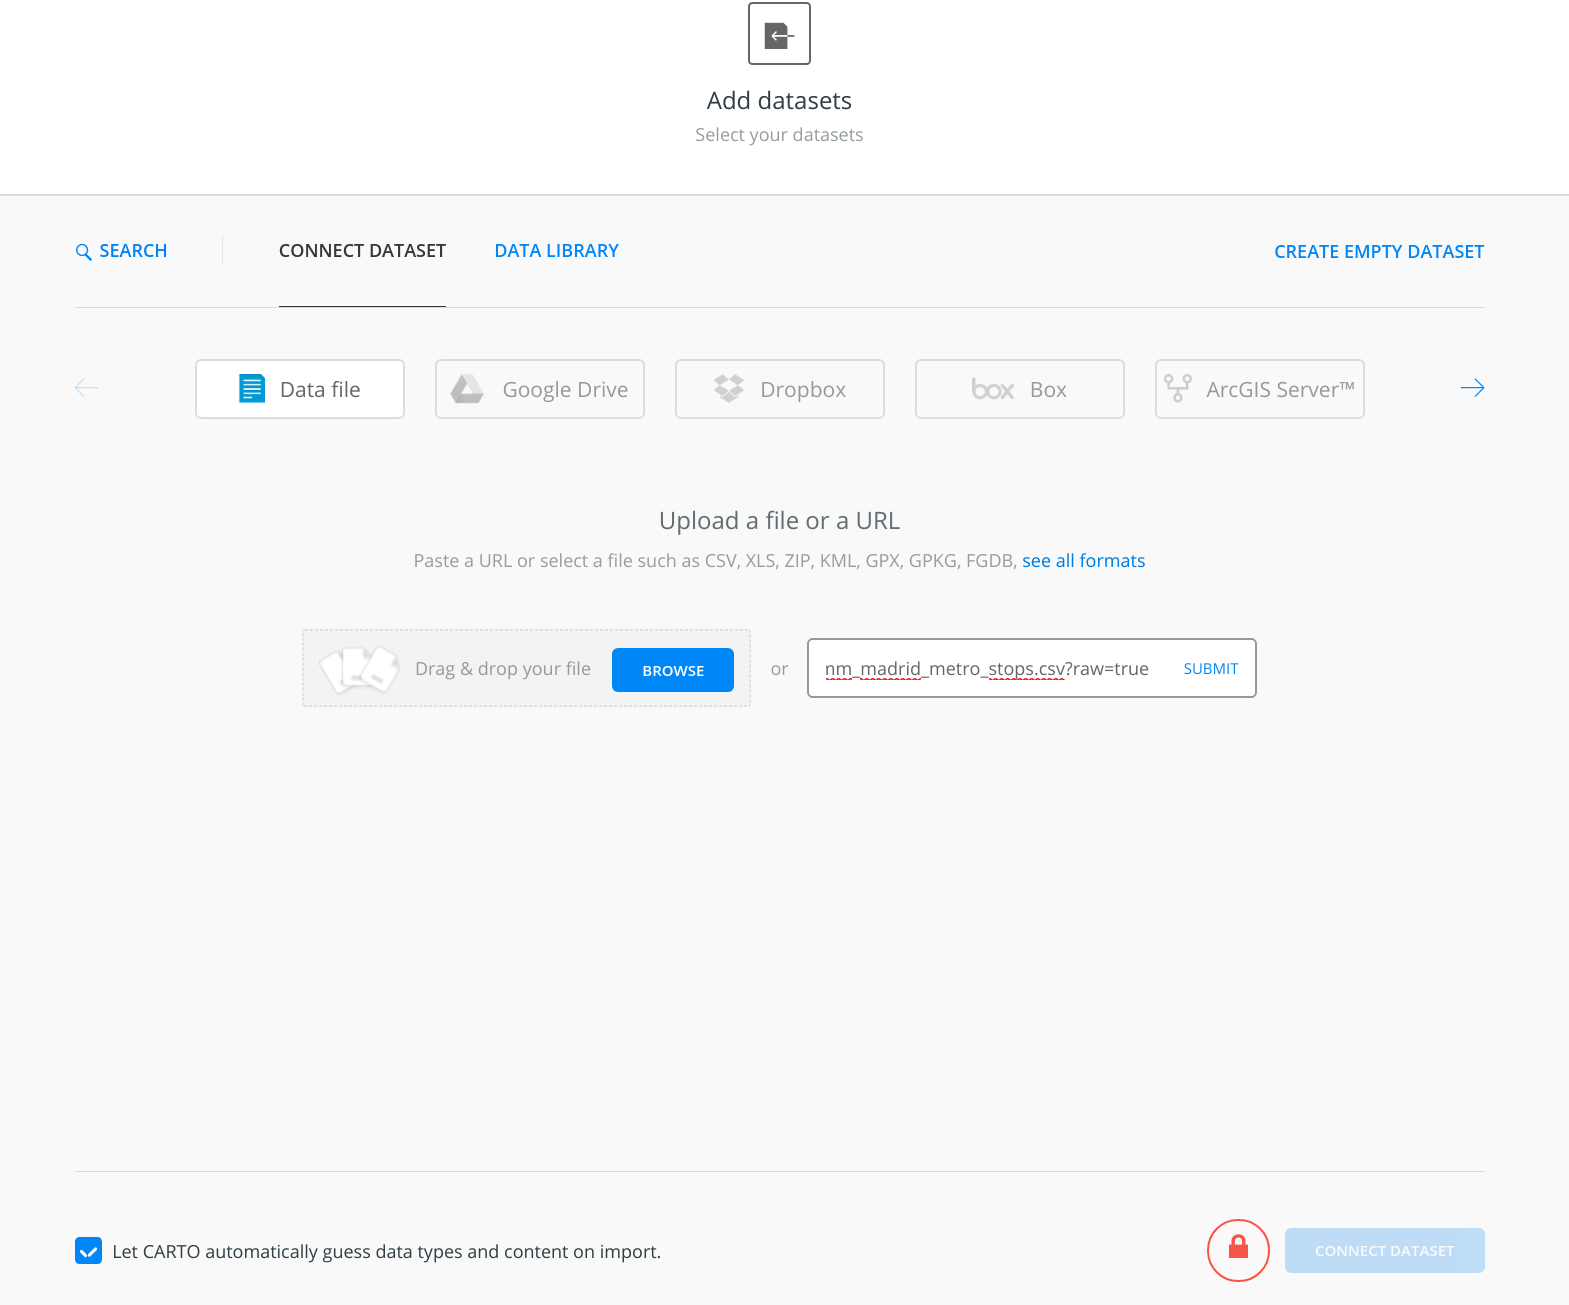 Add datasets
Select your datasets
SEARCH
CONNECT DATASET
DATA LIBRARY
CREATE EMPTY DATASET
Data file
Google Drive
Dropbox
box Box
ArcGIS Server™
Upload a file or a URL
Paste a URL or select a file such as CSV, XLS, ZIP, KML, GPX, GPKG, FGDB, see all formats
Drag & drop your file
BROWSE
or
nm_madrid_metro_stops.csv?raw=true
SUBMIT
Let CARTO automatically guess data types and content on import.
CONNECT DATASET